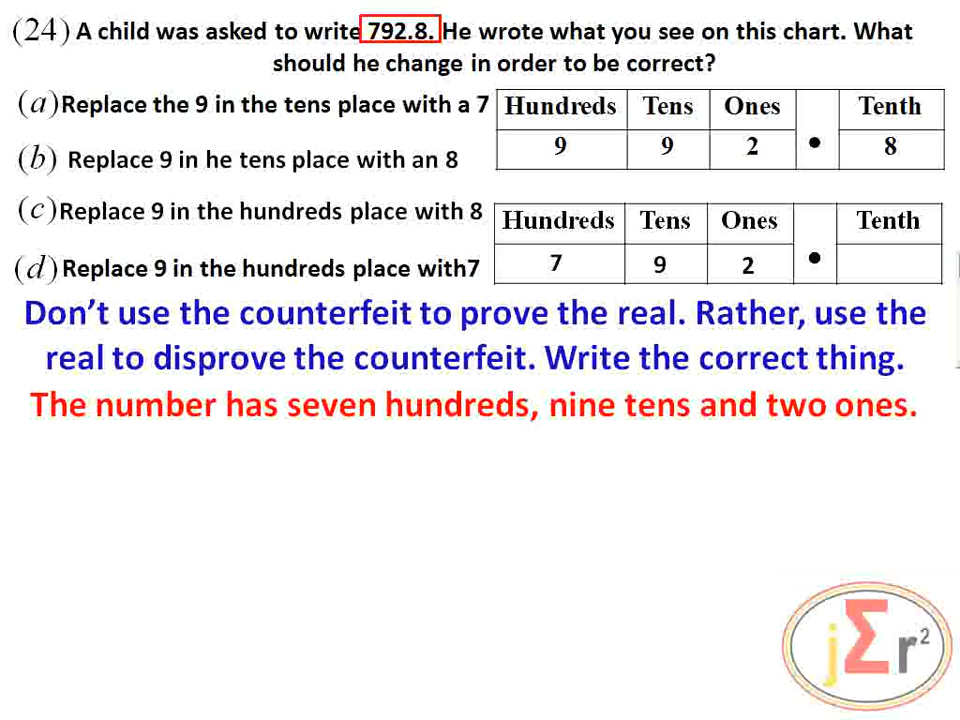 (24) A child was asked to write 792.8. He wrote what you see on this chart. What
should he change in order to be correct?
(a) Replace the 9 in the tens place with a 7
Hundreds Tens Ones . Tenth
9 9 2 8
(b) Replace 9 in he tens place with an 8
(c) Replace 9 in the hundreds place with 8
Hundreds Tens Ones . Tenth
7 9 2
(d) Replace 9 in the hundreds place with7
Don't use the counterfeit to prove the real. Rather, use the
real to disprove the counterfeit. Write the correct thing.
The number has seven hundreds, nine tens and two ones.
jΣr²